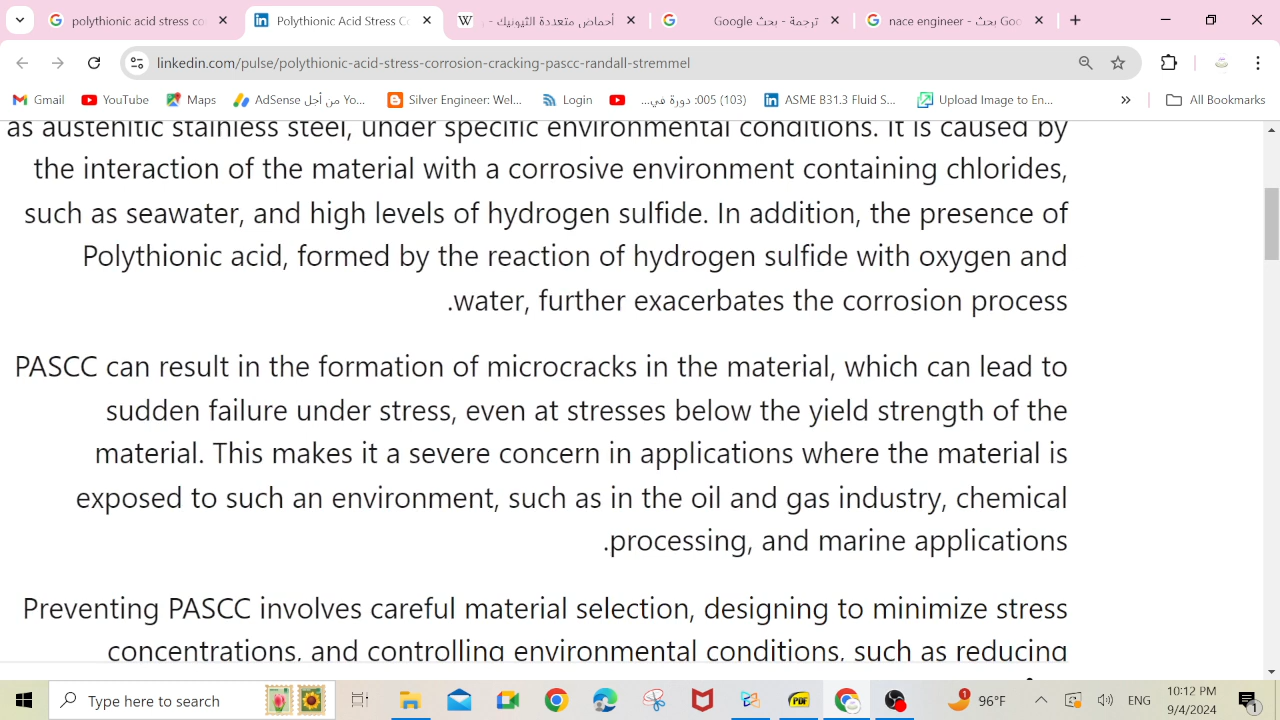 polythionic acid stress co
Polythionic Acid Stress Co
أحماض متعددة الثيونيك -
ترجمة - بحث Google
nace engineer - بحث Goo
linkedin.com/pulse/polythionic-acid-stress-corrosion-cracking-pascc-randall-stremmel
Gmail
YouTube
Maps
AdSense من أجل Yo...
Silver Engineer: Wel...
Login
(103) 005: دورة في...
ASME B31.3 Fluid S...
Upload Image to En...
All Bookmarks
as austenitic stainless steel, under specific environmental conditions. It is caused by
the interaction of the material with a corrosive environment containing chlorides,
such as seawater, and high levels of hydrogen sulfide. In addition, the presence of
Polythionic acid, formed by the reaction of hydrogen sulfide with oxygen and
.water, further exacerbates the corrosion process
PASCC can result in the formation of microcracks in the material, which can lead to
sudden failure under stress, even at stresses below the yield strength of the
material. This makes it a severe concern in applications where the material is
exposed to such an environment, such as in the oil and gas industry, chemical
.processing, and marine applications
Preventing PASCC involves careful material selection, designing to minimize stress
concentrations, and controlling environmental conditions, such as reducing
Type here to search
PDF
1
96°F
ENG
10:12 PM
9/4/2024
1